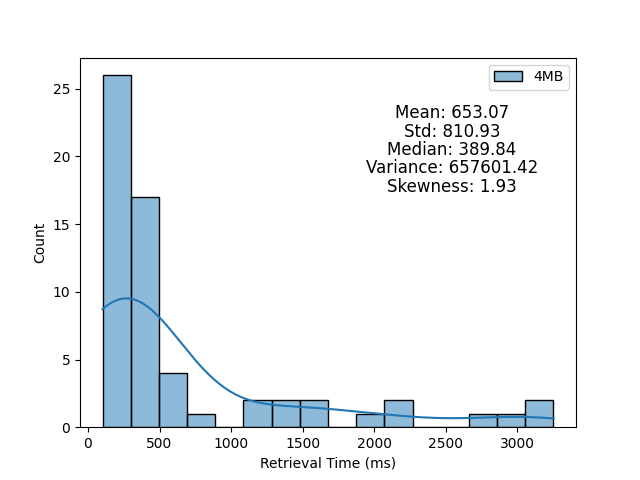 4MB
Mean: 653.07
Std: 810.93
Median: 389.84
Variance: 657601.42
Skewness: 1.93
25
20
15
10
5
0
Count
0 500 1000 1500 2000 2500 3000
Retrieval Time (ms)